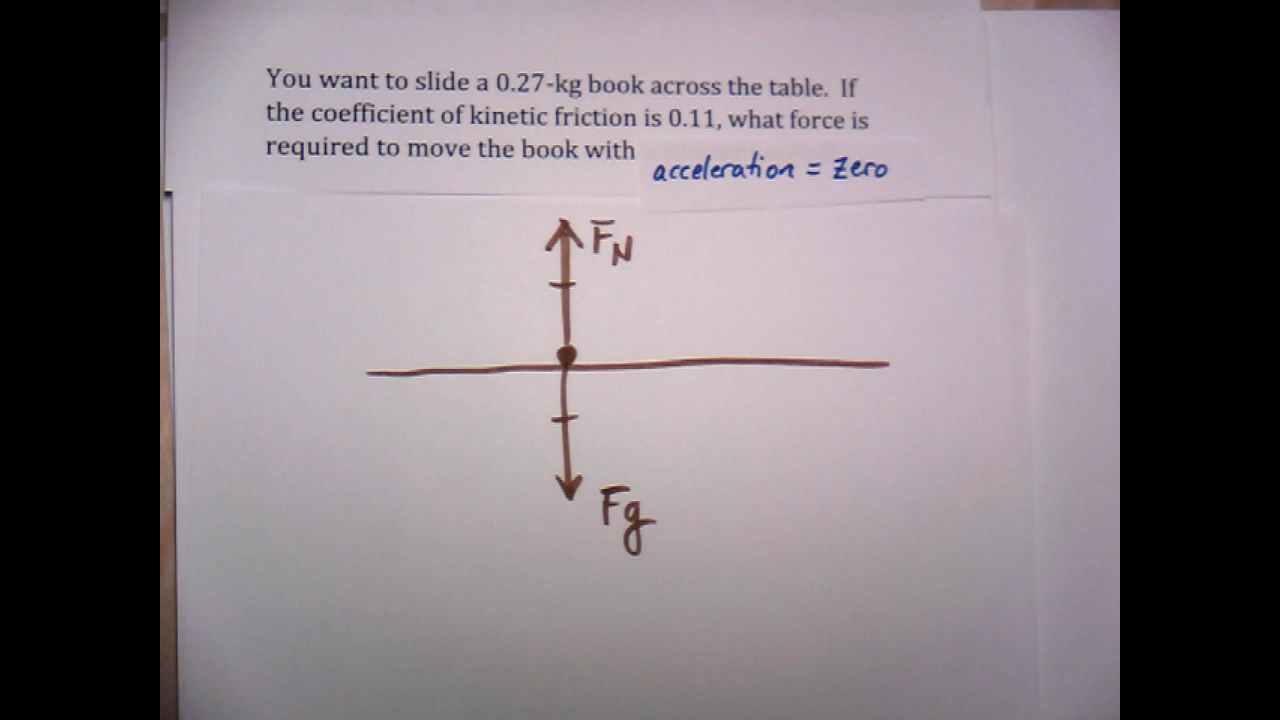 You want to slide a 0.27-kg book across the table.  If
the coefficient of kinetic friction is 0.11, what force is
required to move the book with
acceleration = zero
F̅N
Fg